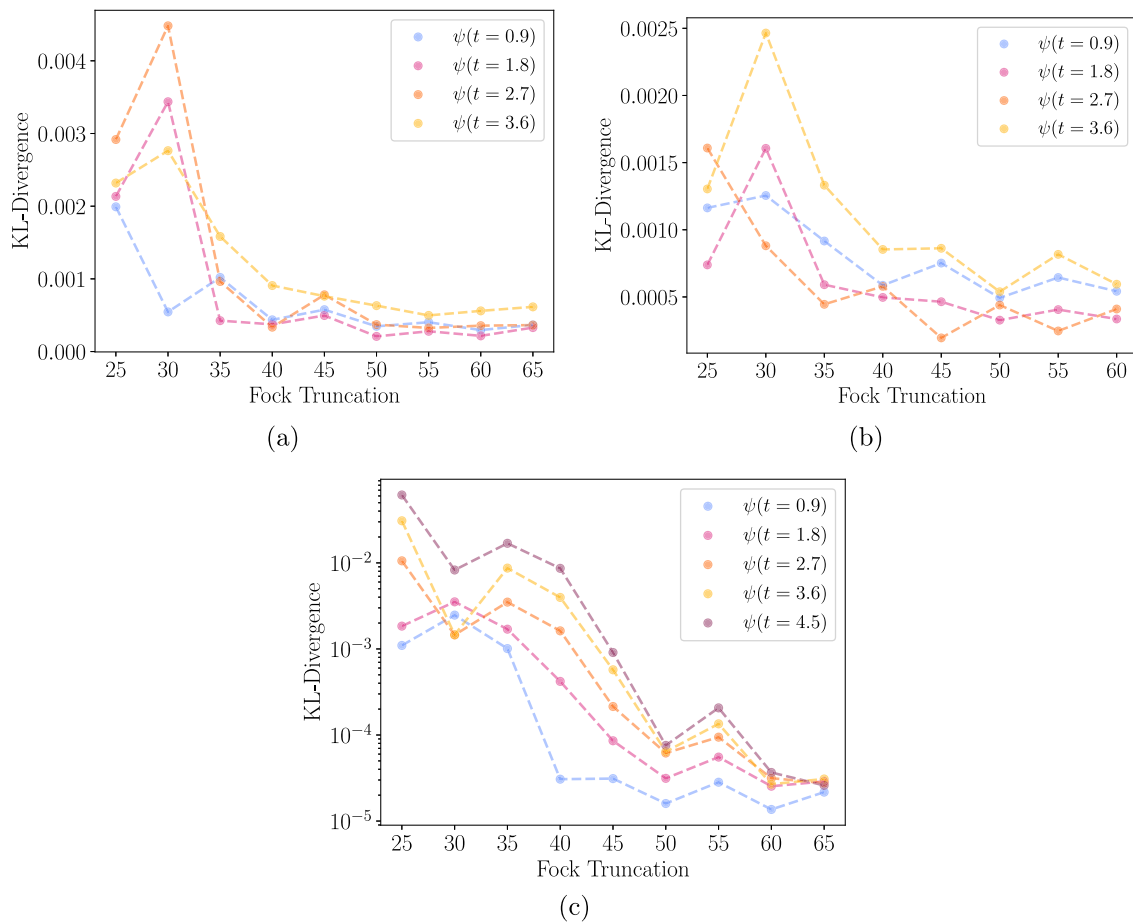 0.004
0.003
0.002
0.001
0.000
KL-Divergence
25 30 35 40 45 50 55 60 65
Fock Truncation
ψ(t = 0.9)
ψ(t = 1.8)
ψ(t = 2.7)
ψ(t = 3.6)
(a)
0.0025
0.0020
0.0015
0.0010
0.0005
KL-Divergence
25 30 35 40 45 50 55 60
Fock Truncation
ψ(t = 0.9)
ψ(t = 1.8)
ψ(t = 2.7)
ψ(t = 3.6)
(b)
10⁻²
10⁻³
10⁻⁴
10⁻⁵
KL-Divergence
25 30 35 40 45 50 55 60 65
Fock Truncation
ψ(t = 0.9)
ψ(t = 1.8)
ψ(t = 2.7)
ψ(t = 3.6)
ψ(t = 4.5)
(c)